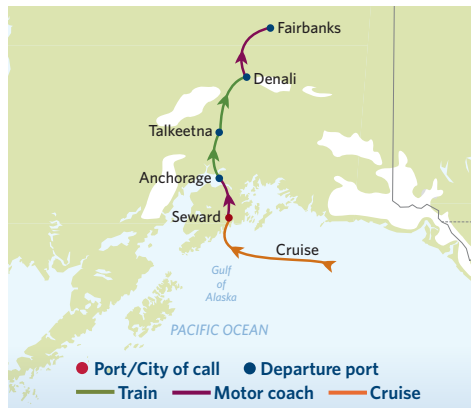 Fairbanks
Denali
Talkeetna
Anchorage
Seward
Cruise
Gulf
of
Alaska
PACIFIC OCEAN
Port/City of call Departure port
Train Motor coach Cruise